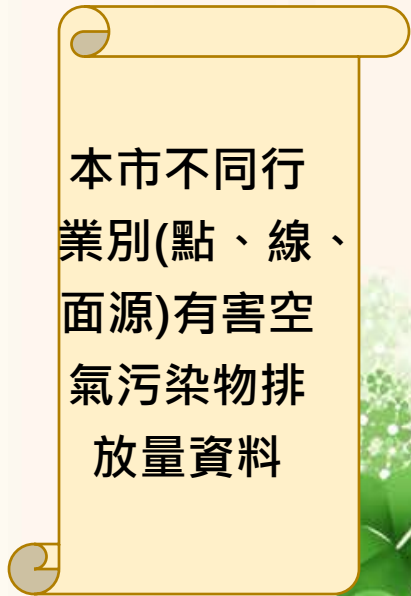 本市不同行
業別(點、線、
面源)有害空
氣污染物排
放量資料